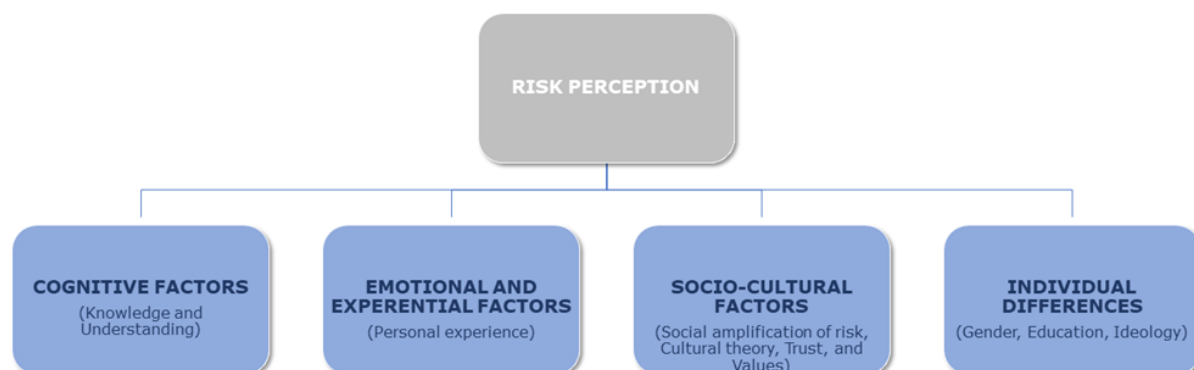 RISK PERCEPTION
COGNITIVE FACTORS
(Knowledge and
Understanding)
EMOTIONAL AND
EXPERENTIAL FACTORS
(Personal experience)
SOCIO-CULTURAL
FACTORS
(Social amplification of risk,
Cultural theory, Trust, and
Values)
INDIVIDUAL
DIFFERENCES
(Gender, Education, Ideology)